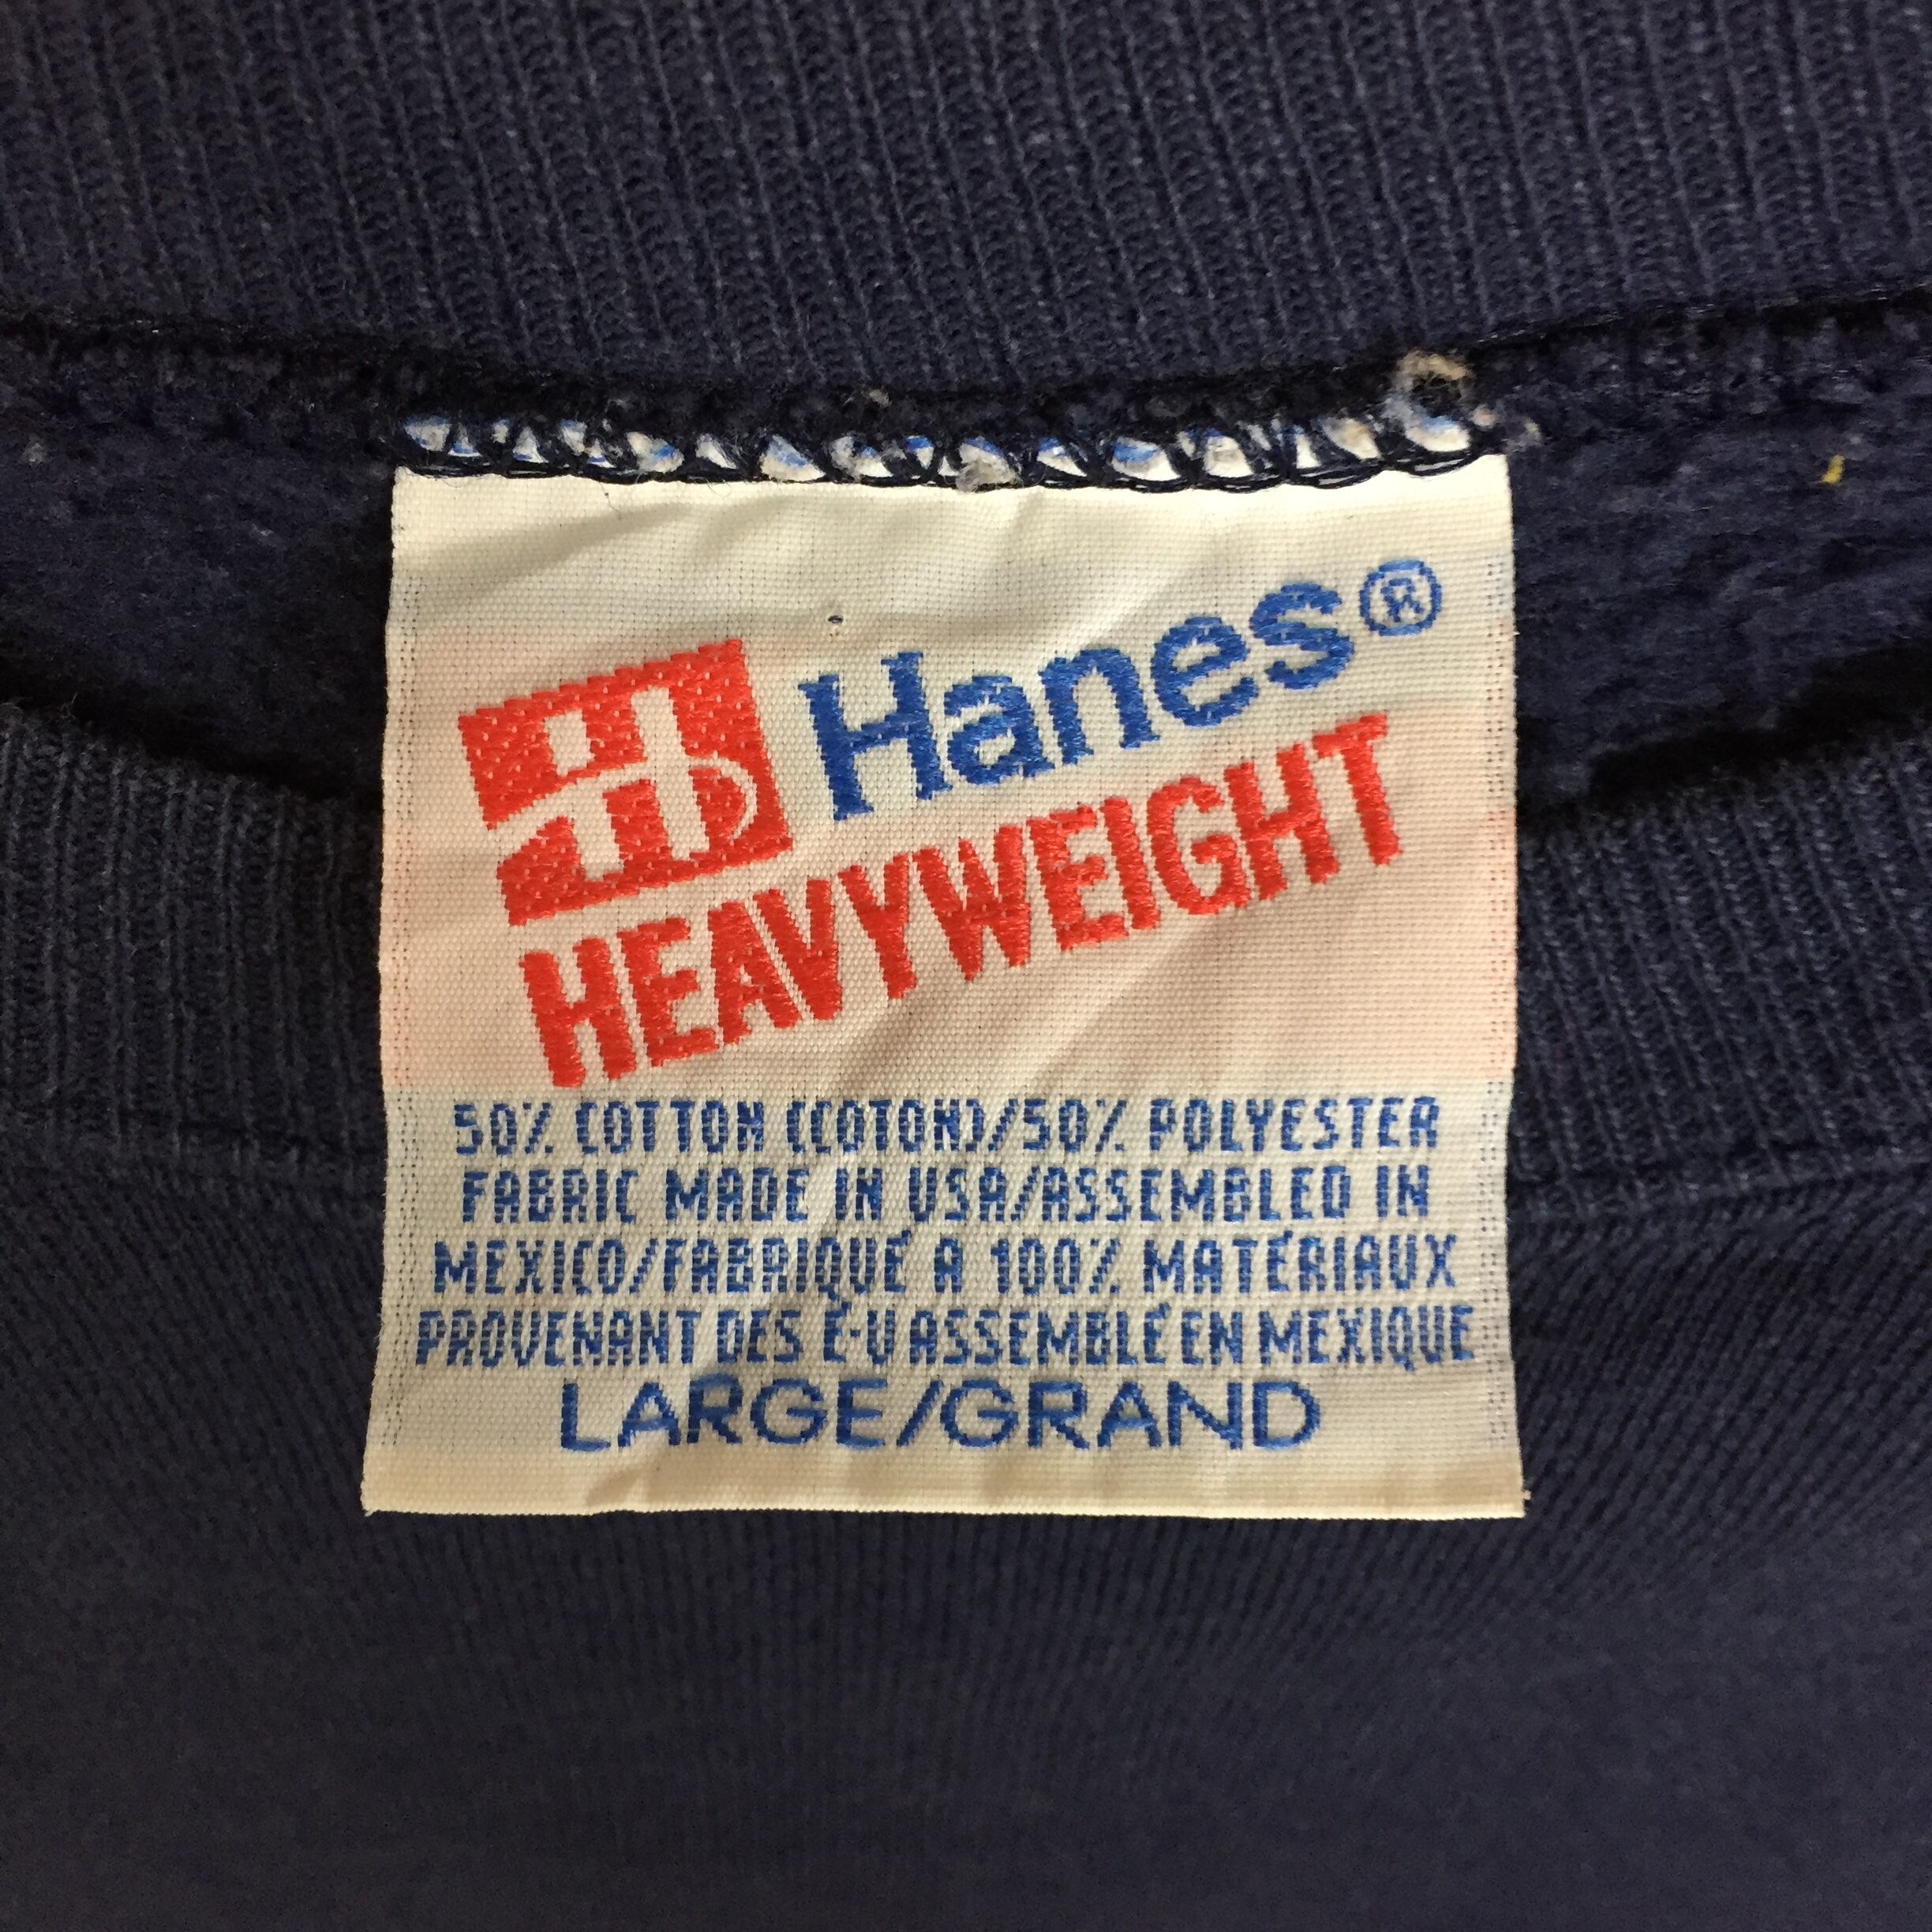 Hanes®
HEAVYWEIGHT
50% COTTON (COTON)/50% POLYESTER
FABRIC MADE IN USA/ASSEMBLED IN
MEXICO/FABRIQUÉ A 100% MATÉRIAUX
PROVENANT DES É-U ASSEMBLÉ EN MEXIQUE
LARGE/GRAND